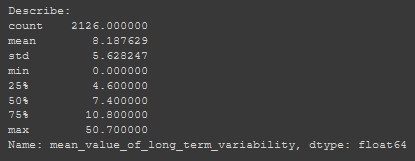 Describe:
count    2126.000000
mean        8.187629
std         5.628247
min         0.000000
25%         4.600000
50%         7.400000
75%        10.800000
max        50.700000
Name: mean_value_of_long_term_variability, dtype: float64